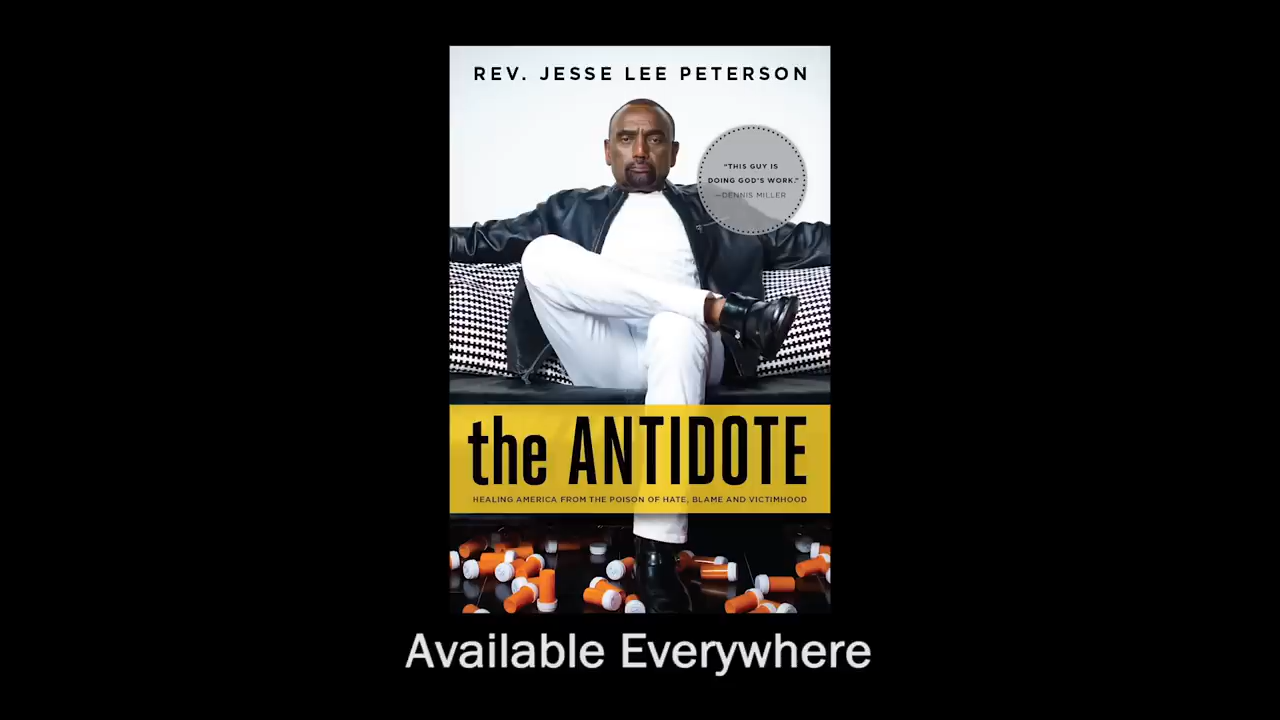 REV. JESSE LEE PETERSON
"THIS GUY IS
DOING GOD'S WORK."
—DENNIS MILLER
the ANTIDOTE
HEALING AMERICA FROM THE POISON OF HATE, BLAME AND VICTIMHOOD
Available Everywhere